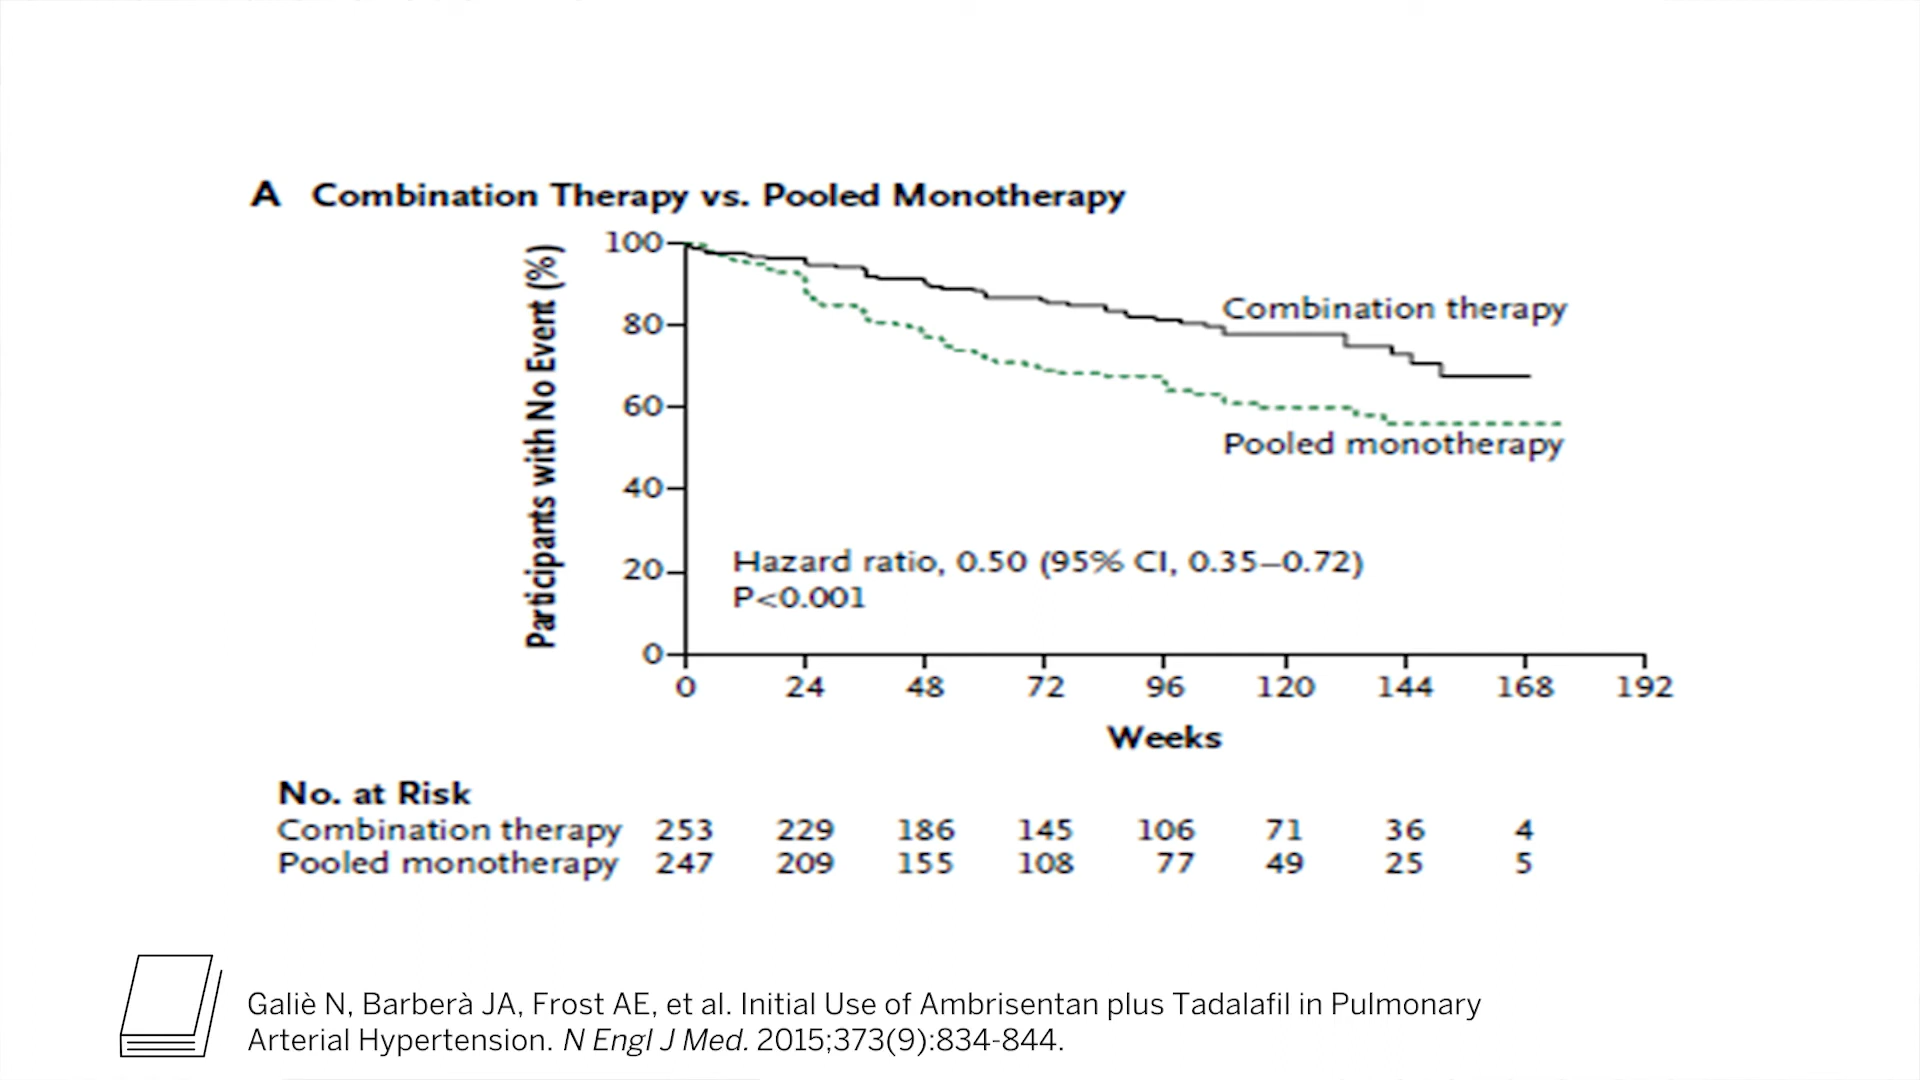 A Combination Therapy vs. Pooled Monotherapy
Participants with No Event (%)
100
80
60
40
20
0
Combination therapy
Pooled monotherapy
Hazard ratio, 0.50 (95% CI, 0.35–0.72)
P<0.001
0 24 48 72 96 120 144 168 192
Weeks
No. at Risk
Combination therapy 253 229 186 145 106 71 36 4
Pooled monotherapy 247 209 155 108 77 49 25 5
Galiè N, Barberà JA, Frost AE, et al. Initial Use of Ambrisentan plus Tadalafil in Pulmonary
Arterial Hypertension. N Engl J Med. 2015;373(9):834-844.